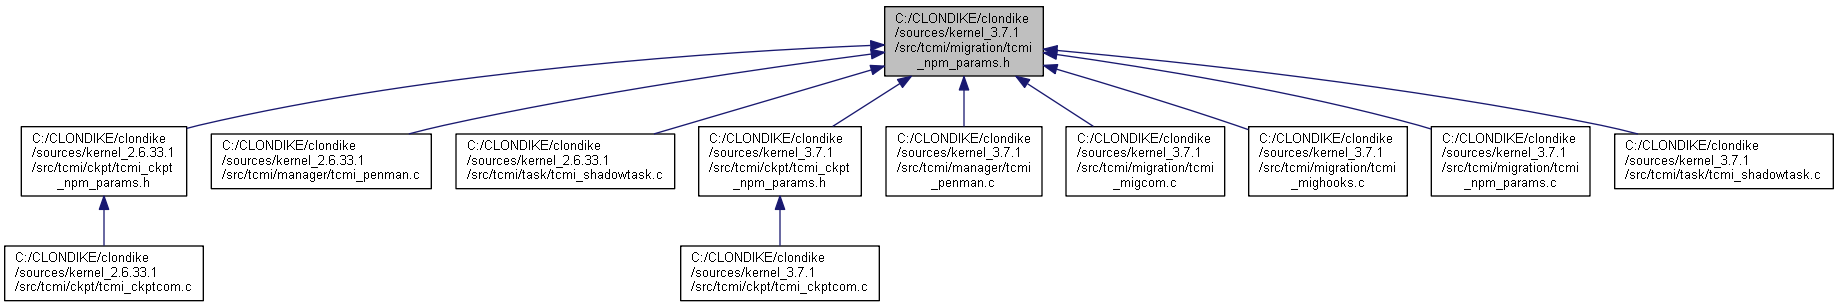 C:/CLONDIKE/clondike
/sources/kernel_3.7.1
/src/tcmi/migration/tcmi
_npm_params.h
C:/CLONDIKE/clondike
/sources/kernel_2.6.33.1
/src/tcmi/ckpt/tcmi_ckpt
_npm_params.h
C:/CLONDIKE/clondike
/sources/kernel_2.6.33.1
/src/tcmi/manager/tcmi_penman.c
C:/CLONDIKE/clondike
/sources/kernel_2.6.33.1
/src/tcmi/task/tcmi_shadowtask.c
C:/CLONDIKE/clondike
/sources/kernel_3.7.1
/src/tcmi/ckpt/tcmi_ckpt
_npm_params.h
C:/CLONDIKE/clondike
/sources/kernel_3.7.1
/src/tcmi/manager/tcmi
_penman.c
C:/CLONDIKE/clondike
/sources/kernel_3.7.1
/src/tcmi/migration/tcmi
_migcom.c
C:/CLONDIKE/clondike
/sources/kernel_3.7.1
/src/tcmi/migration/tcmi
_mighooks.c
C:/CLONDIKE/clondike
/sources/kernel_3.7.1
/src/tcmi/migration/tcmi
_npm_params.c
C:/CLONDIKE/clondike
/sources/kernel_3.7.1
/src/tcmi/task/tcmi_shadowtask.c
C:/CLONDIKE/clondike
/sources/kernel_2.6.33.1
/src/tcmi/ckpt/tcmi_ckptcom.c
C:/CLONDIKE/clondike
/sources/kernel_3.7.1
/src/tcmi/ckpt/tcmi_ckptcom.c